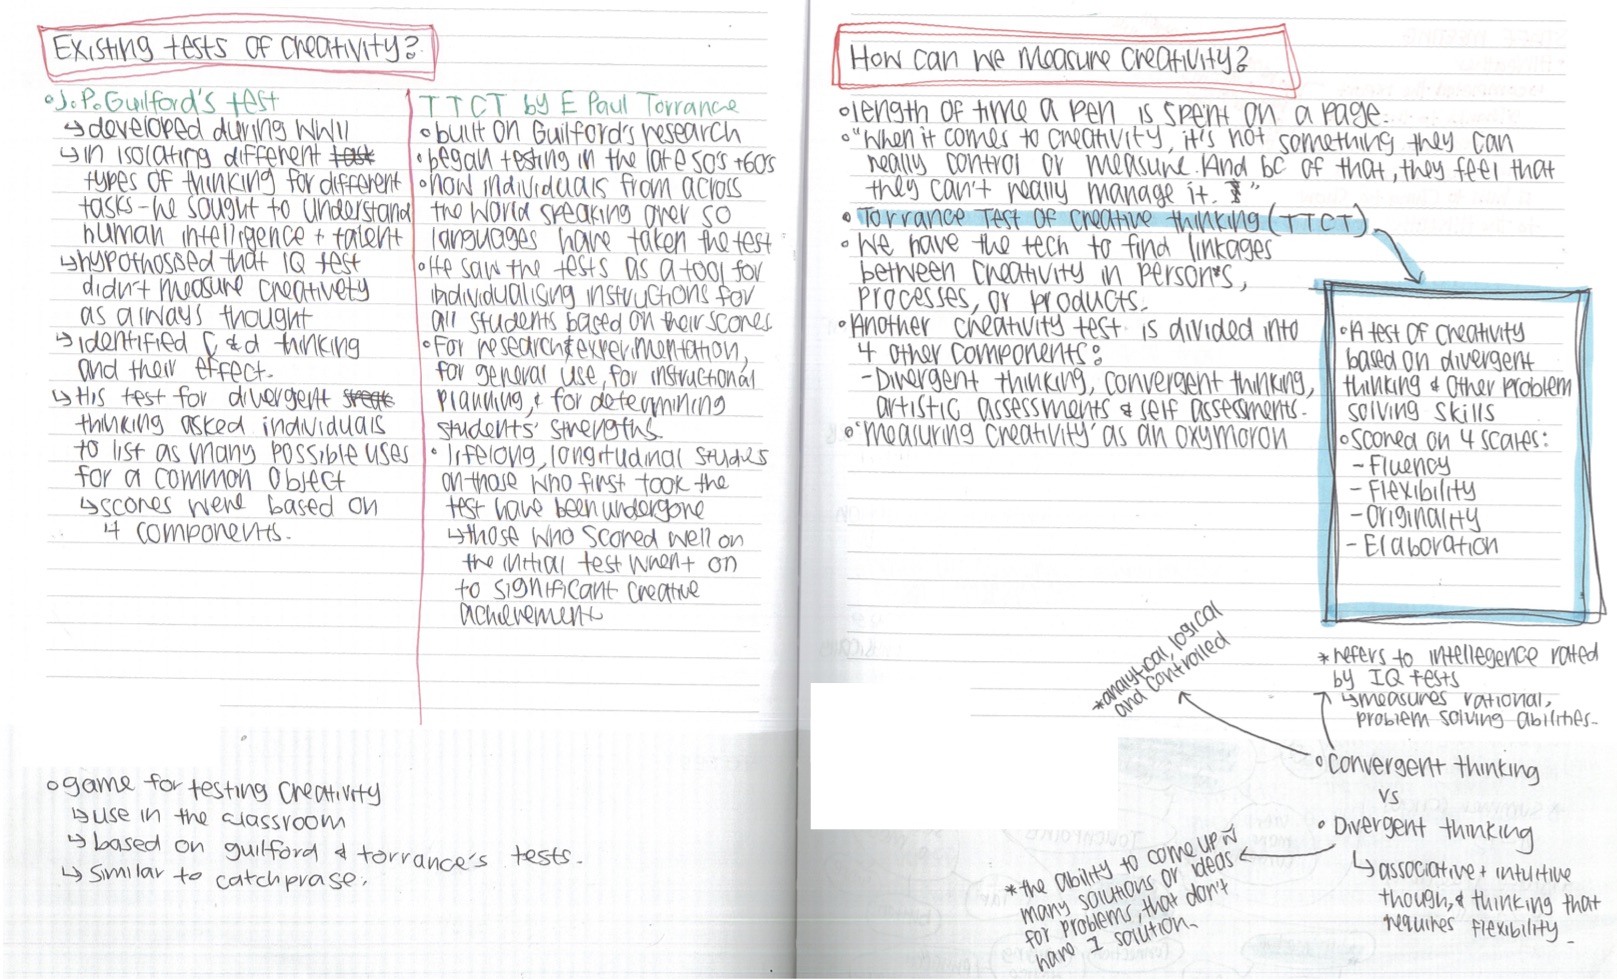 Existing tests of creativity?
• J.P. Guilford's test
↳ developed during WWII
↳ in isolating different task
types of thinking for different
tasks - he sought to understand
human intelligence + talent
↳ hypothosised that IQ test
didn't measure creativety
as always thought
↳ identified C & d thinking
and their effect.
↳ His test for divergent
thinking asked individuals
to list as many possible uses
for a common object
↳ scores were based on
4 components.
TTCT by E Paul Torrance
• built on Guilford's research
• began testing in the late 50's + 60s
• now individuals from across
the world speaking over 50
languages have taken the test
• He saw the tests as a tool for
individualising instructions for
all students based on their scores
• For research & experimentation,
for general use, for instructional
planning, & for determining
students' strengths.
• lifelong, longitudinal studies
on those who first took the
test have been undergone
↳ those who scored well on
the initial test when+ on
to significant creative
achievement
• game for testing creativity
↳ use in the classroom
↳ based on guilford & torrance's tests.
↳ similar to catchprase.
How can we measure creativity?
• length of time a pen is spent on a page.
• "When it comes to creativity, it's not something they can
really control or measure. And bc of that, they feel that
they can't really manage it. "
• Torrance Test of Creative thinking (TTCT)
• We have the tech to find linkages
between creativity in person's,
processes, or products.
• Another creativity test is divided into
4 other components:
- Divergent thinking, convergent thinking,
artistic assessments & self assessments.
• 'measuring creativity' as an oxymoron
• A test of creativity
based on divergent
thinking & other problem
solving skills
• Scored on 4 scales:
- Fluency
- Flexibility
- Originality
- Elaboration
* analytical, logical
and controlled
* refers to intellegence rated
by IQ tests
↳ measures rational,
problem solving abilities.
• Convergent thinking
vs
• Divergent thinking
↳ associative + intuitive
though, & thinking that
requires flexibility.
* the ability to come up w
many solutions or ideas
for problems, that don't
have 1 solution.